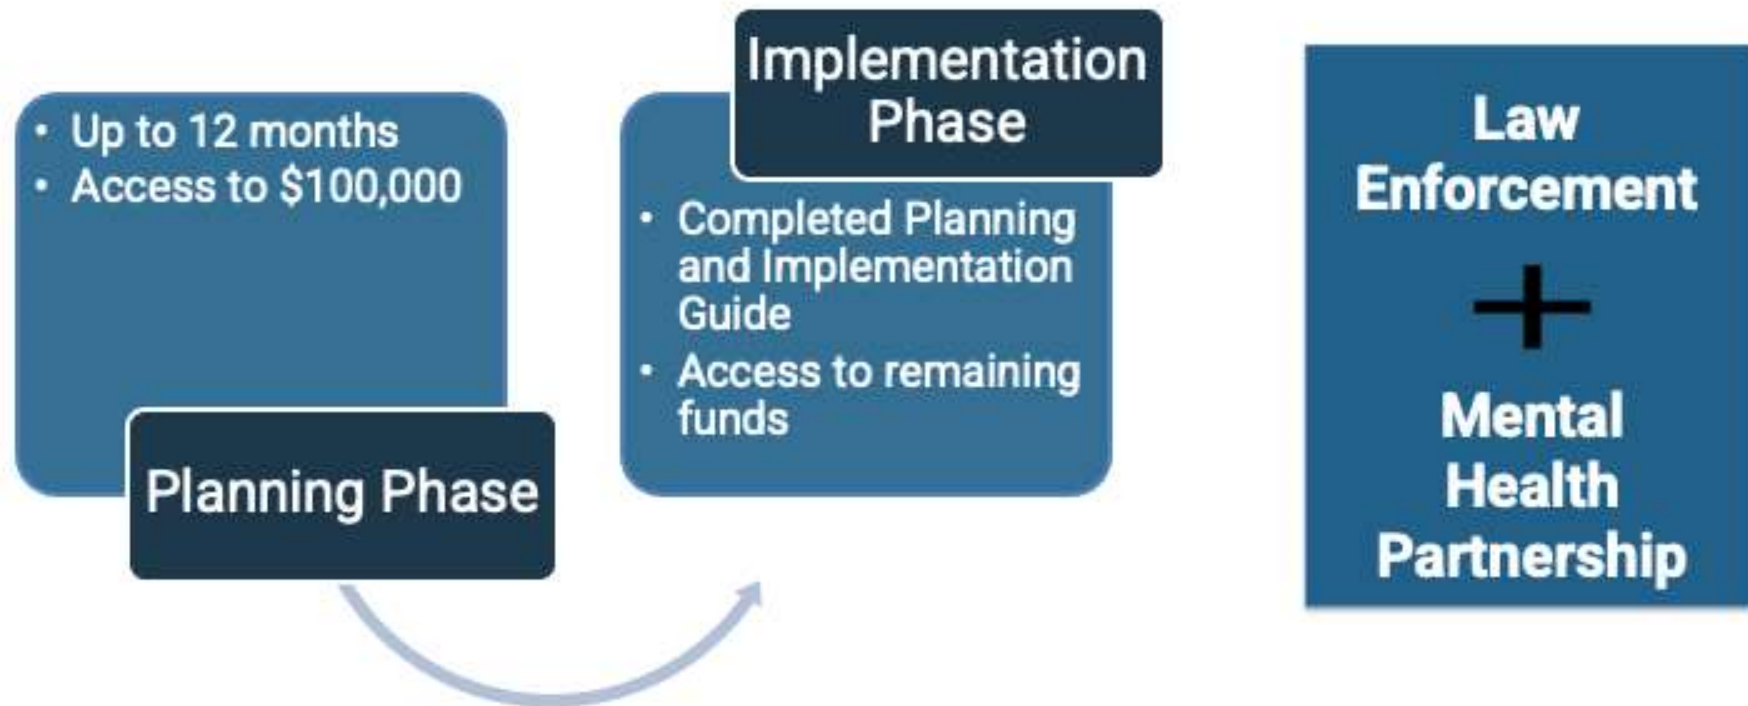 • Up to 12 months
• Access to $100,000
Planning Phase
Implementation
Phase
• Completed Planning
and Implementation
Guide
• Access to remaining
funds
Law
Enforcement
+
Mental
Health
Partnership